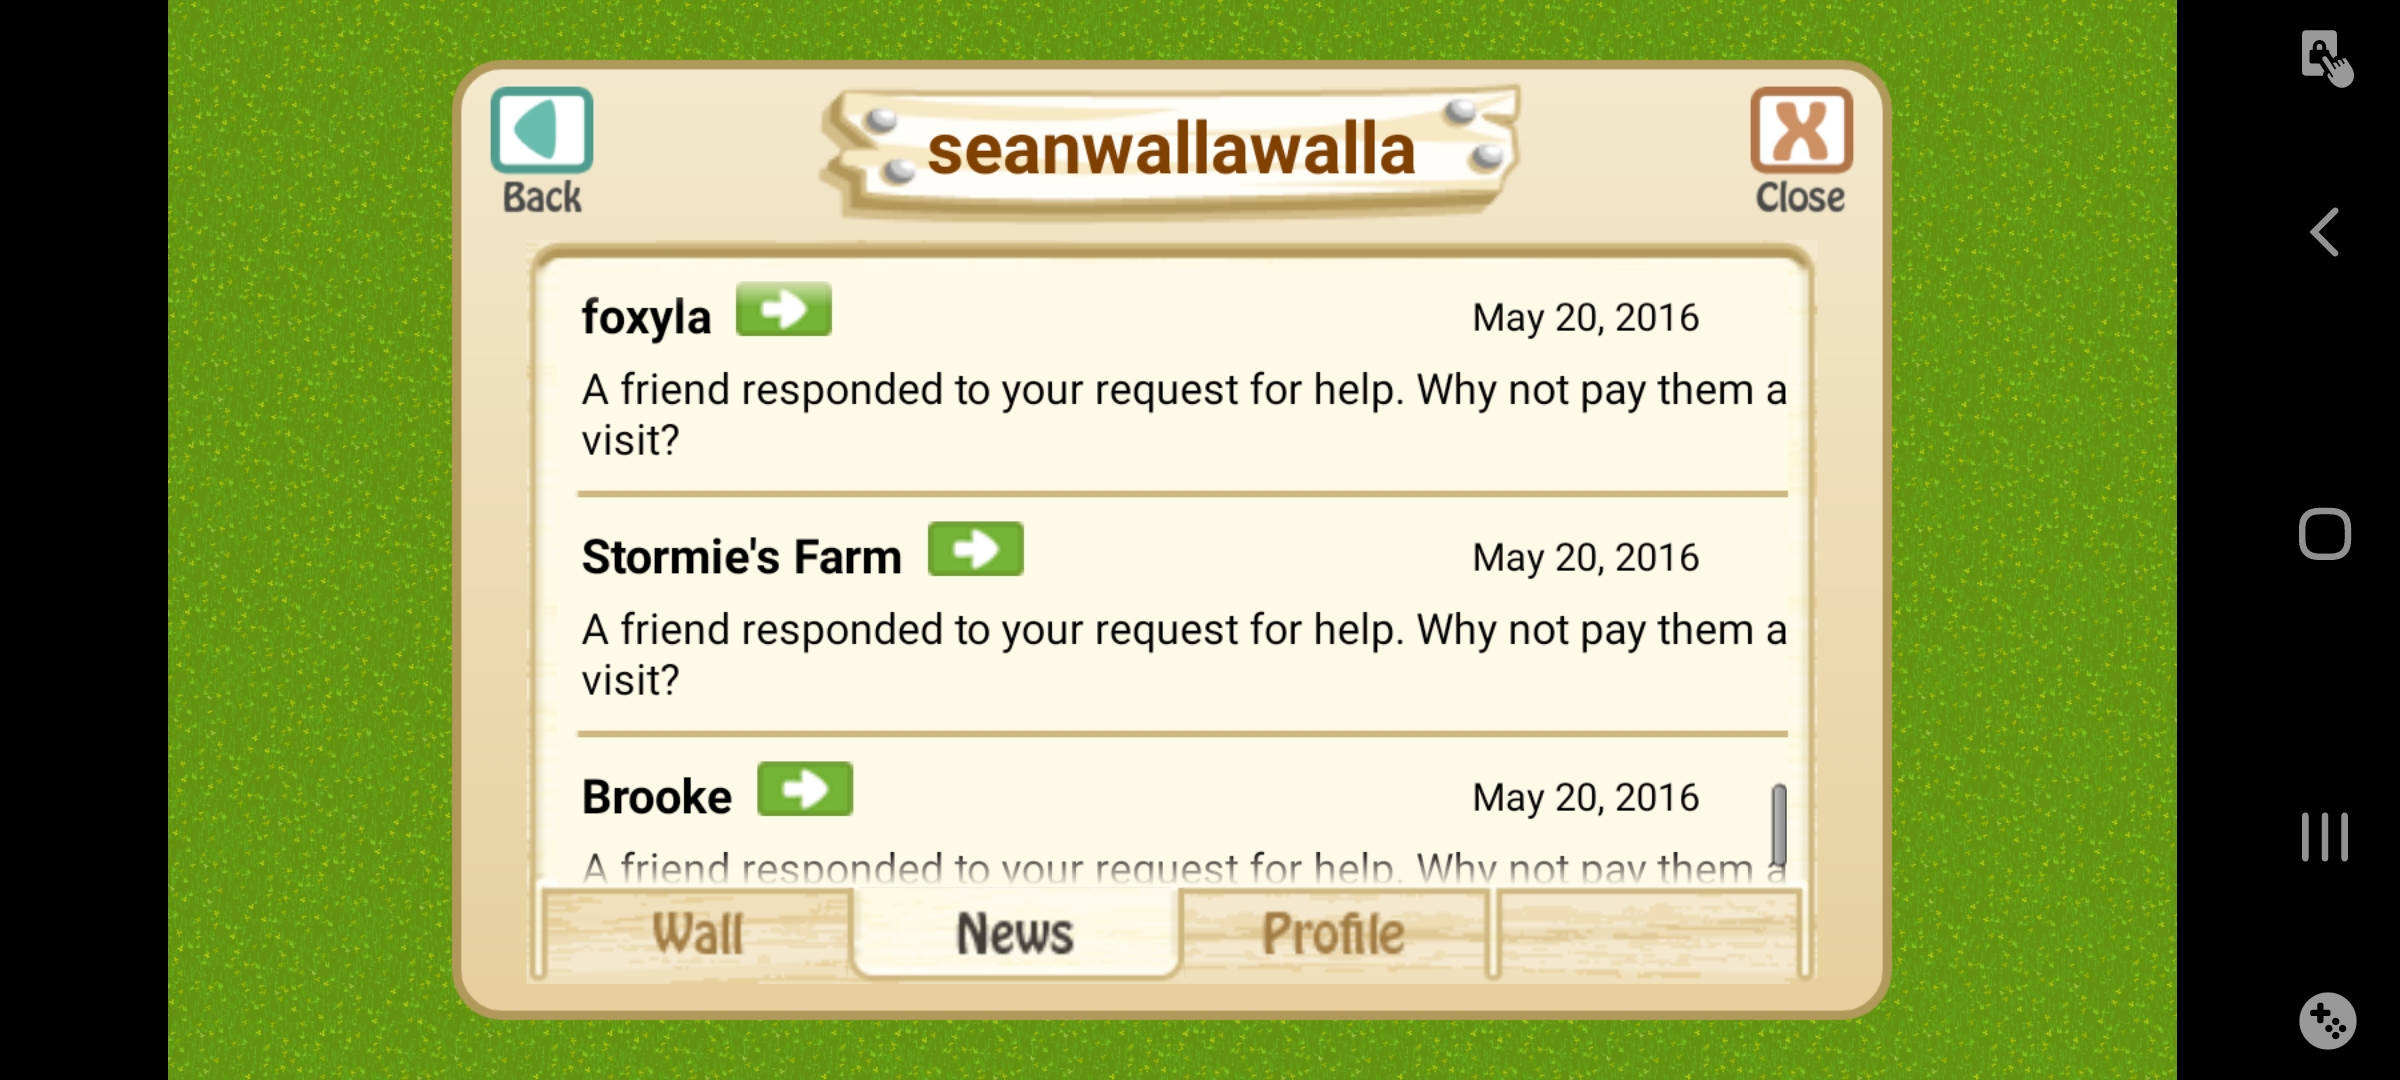 seanwallawalla
Back
Close
foxyla
May 20, 2016
A friend responded to your request for help. Why not pay them a
visit?
Stormie's Farm
May 20, 2016
A friend responded to your request for help. Why not pay them a
visit?
Brooke
May 20, 2016
A friend responded to your request for help. Why not pay them a
Wall
News
Profile